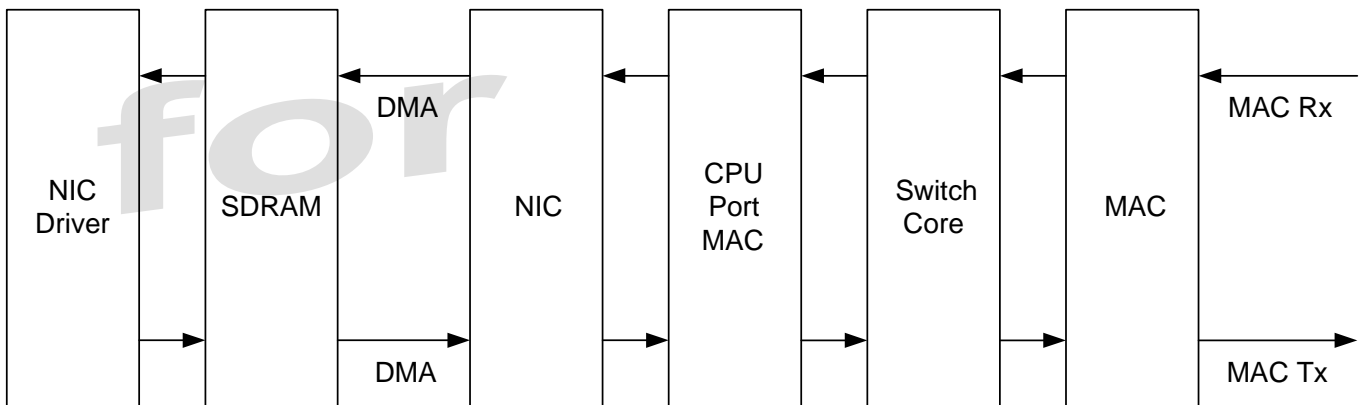 for
DMA
MAC Rx
NIC
Driver
SDRAM
NIC
CPU
Port
MAC
Switch
Core
MAC
DMA
MAC Tx